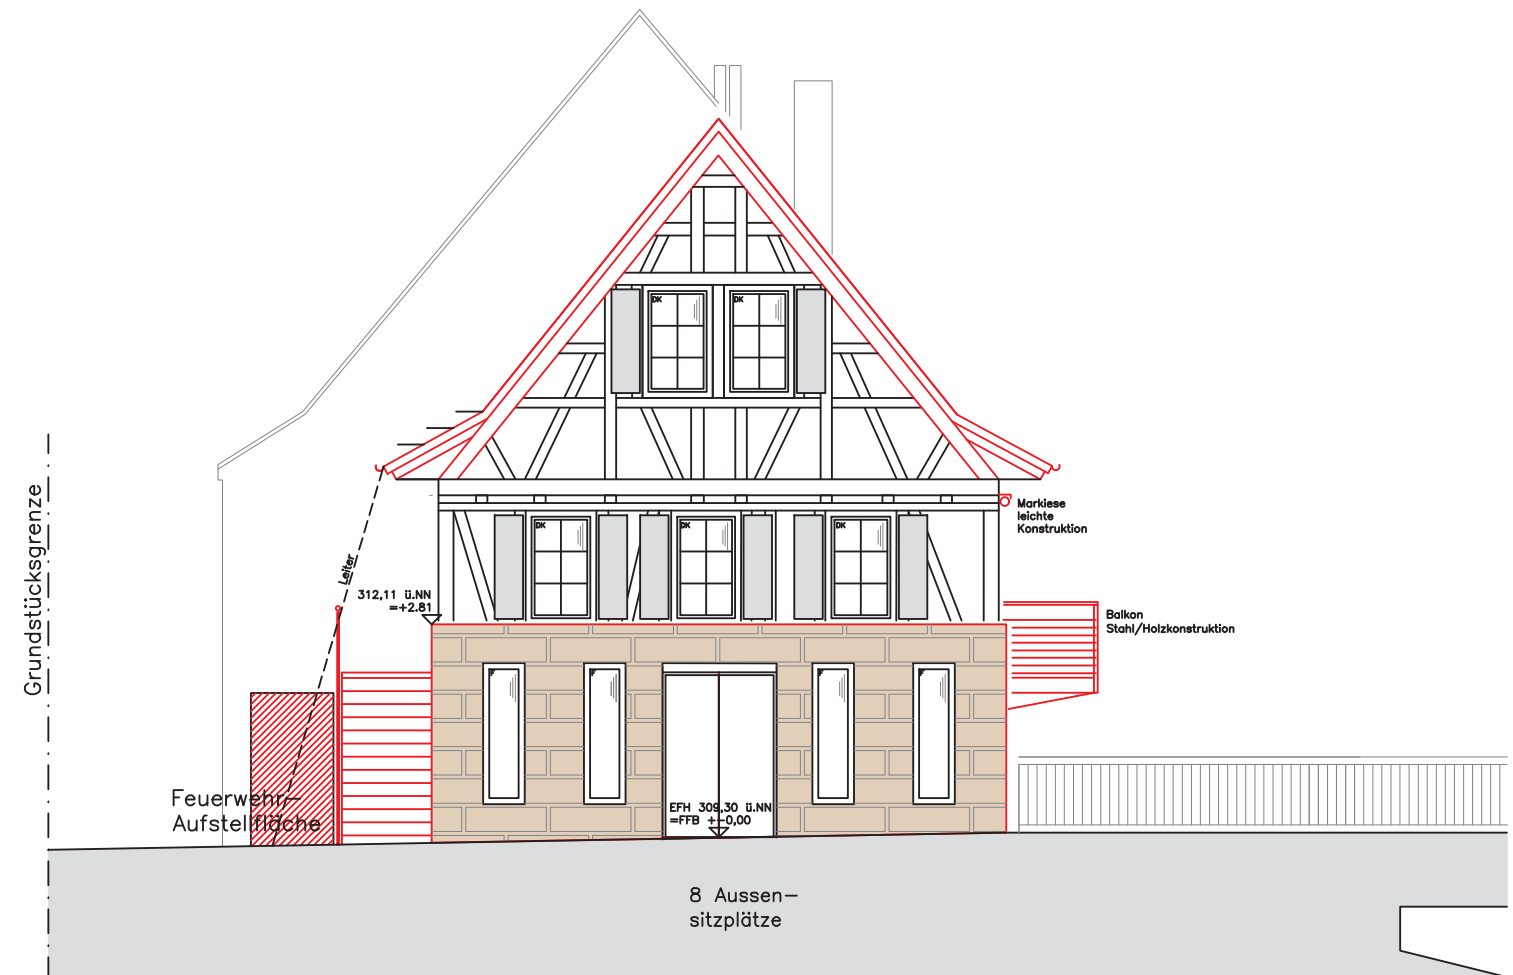 DK
DK
Markiese
leichte
Konstruktion
DK
DK
DK
Grundstücksgrenze
Leiter
312,11 ü.NN
=+2.81
Balkon
Stahl/Holzkonstruktion
F
F
F
F
Feuerwehr-
Aufstellfläche
EFH 309,30 ü.NN
=FFB +-0,00
8 Aussen-
sitzplätze